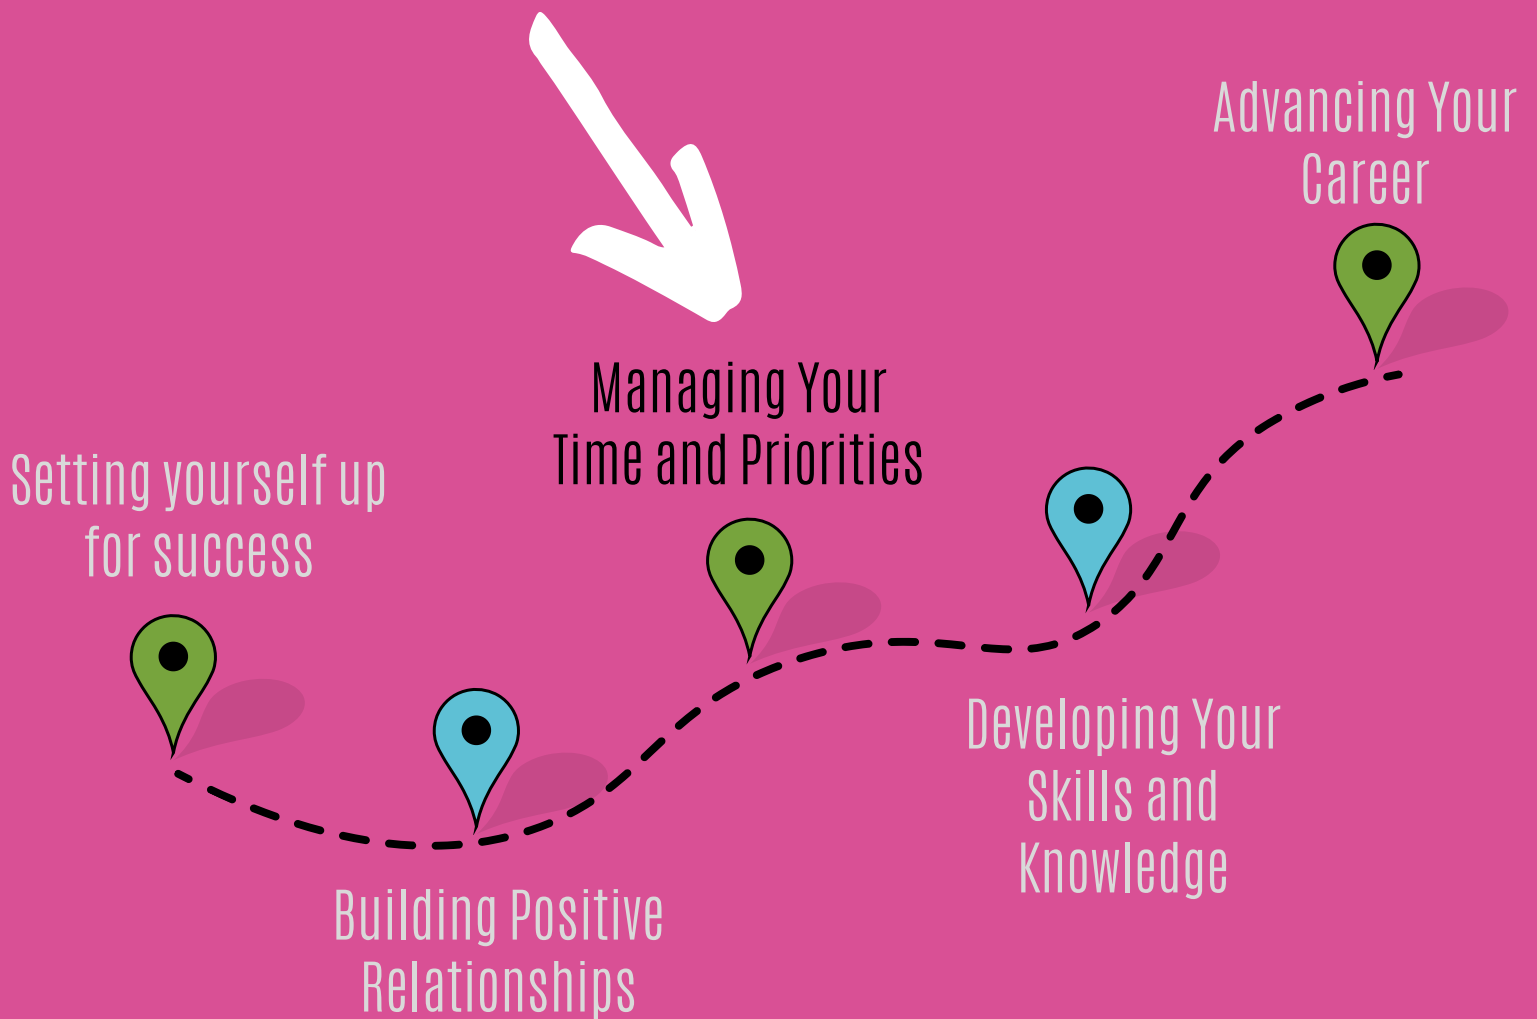 Setting yourself up
for success
Building Positive
Relationships
Managing Your
Time and Priorities
Developing Your
Skills and
Knowledge
Advancing Your
Career